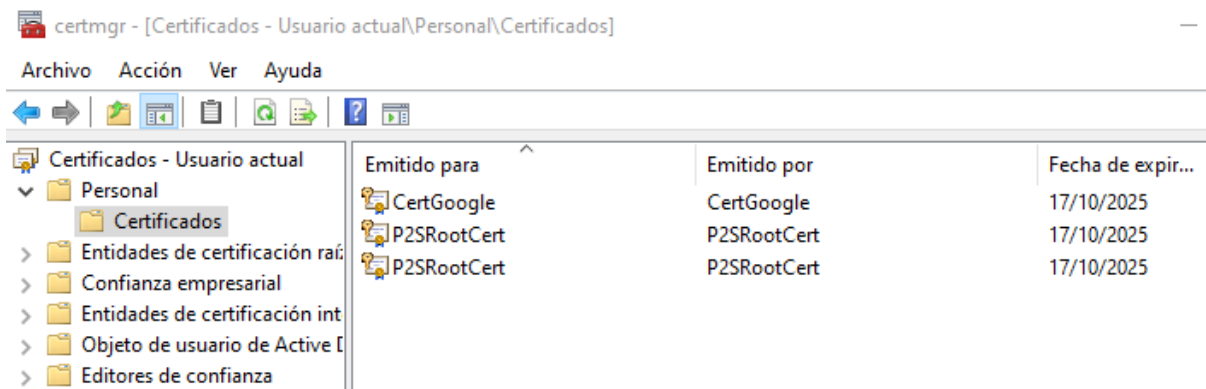 certmgr - [Certificados - Usuario actual\Personal\Certificados]
Archivo Acción Ver Ayuda
Certificados - Usuario actual
Personal
Certificados
Entidades de certificación raíz
Confianza empresarial
Entidades de certificación int
Objeto de usuario de Active D
Editores de confianza
Emitido para Emitido por Fecha de expir...
CertGoogle CertGoogle 17/10/2025
P2SRootCert P2SRootCert 17/10/2025
P2SRootCert P2SRootCert 17/10/2025